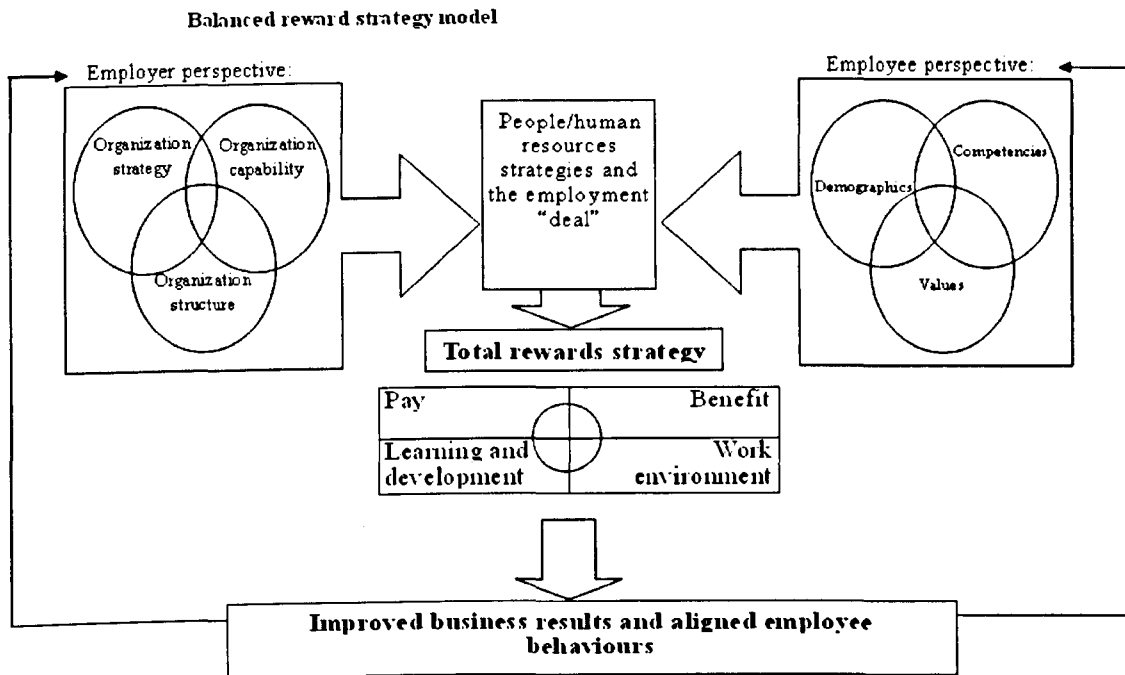 Balanced reward strategy model
Employer perspective:
Organization
strategy
Organization
capability
Organization
structure
People/human
resources
strategies and
the employment
“deal”
Employee perspective:
Demographics
Competencies
Values
Total rewards strategy
Pay
Benefit
Learning and
development
Work
environment
Improved business results and aligned employee
behaviours